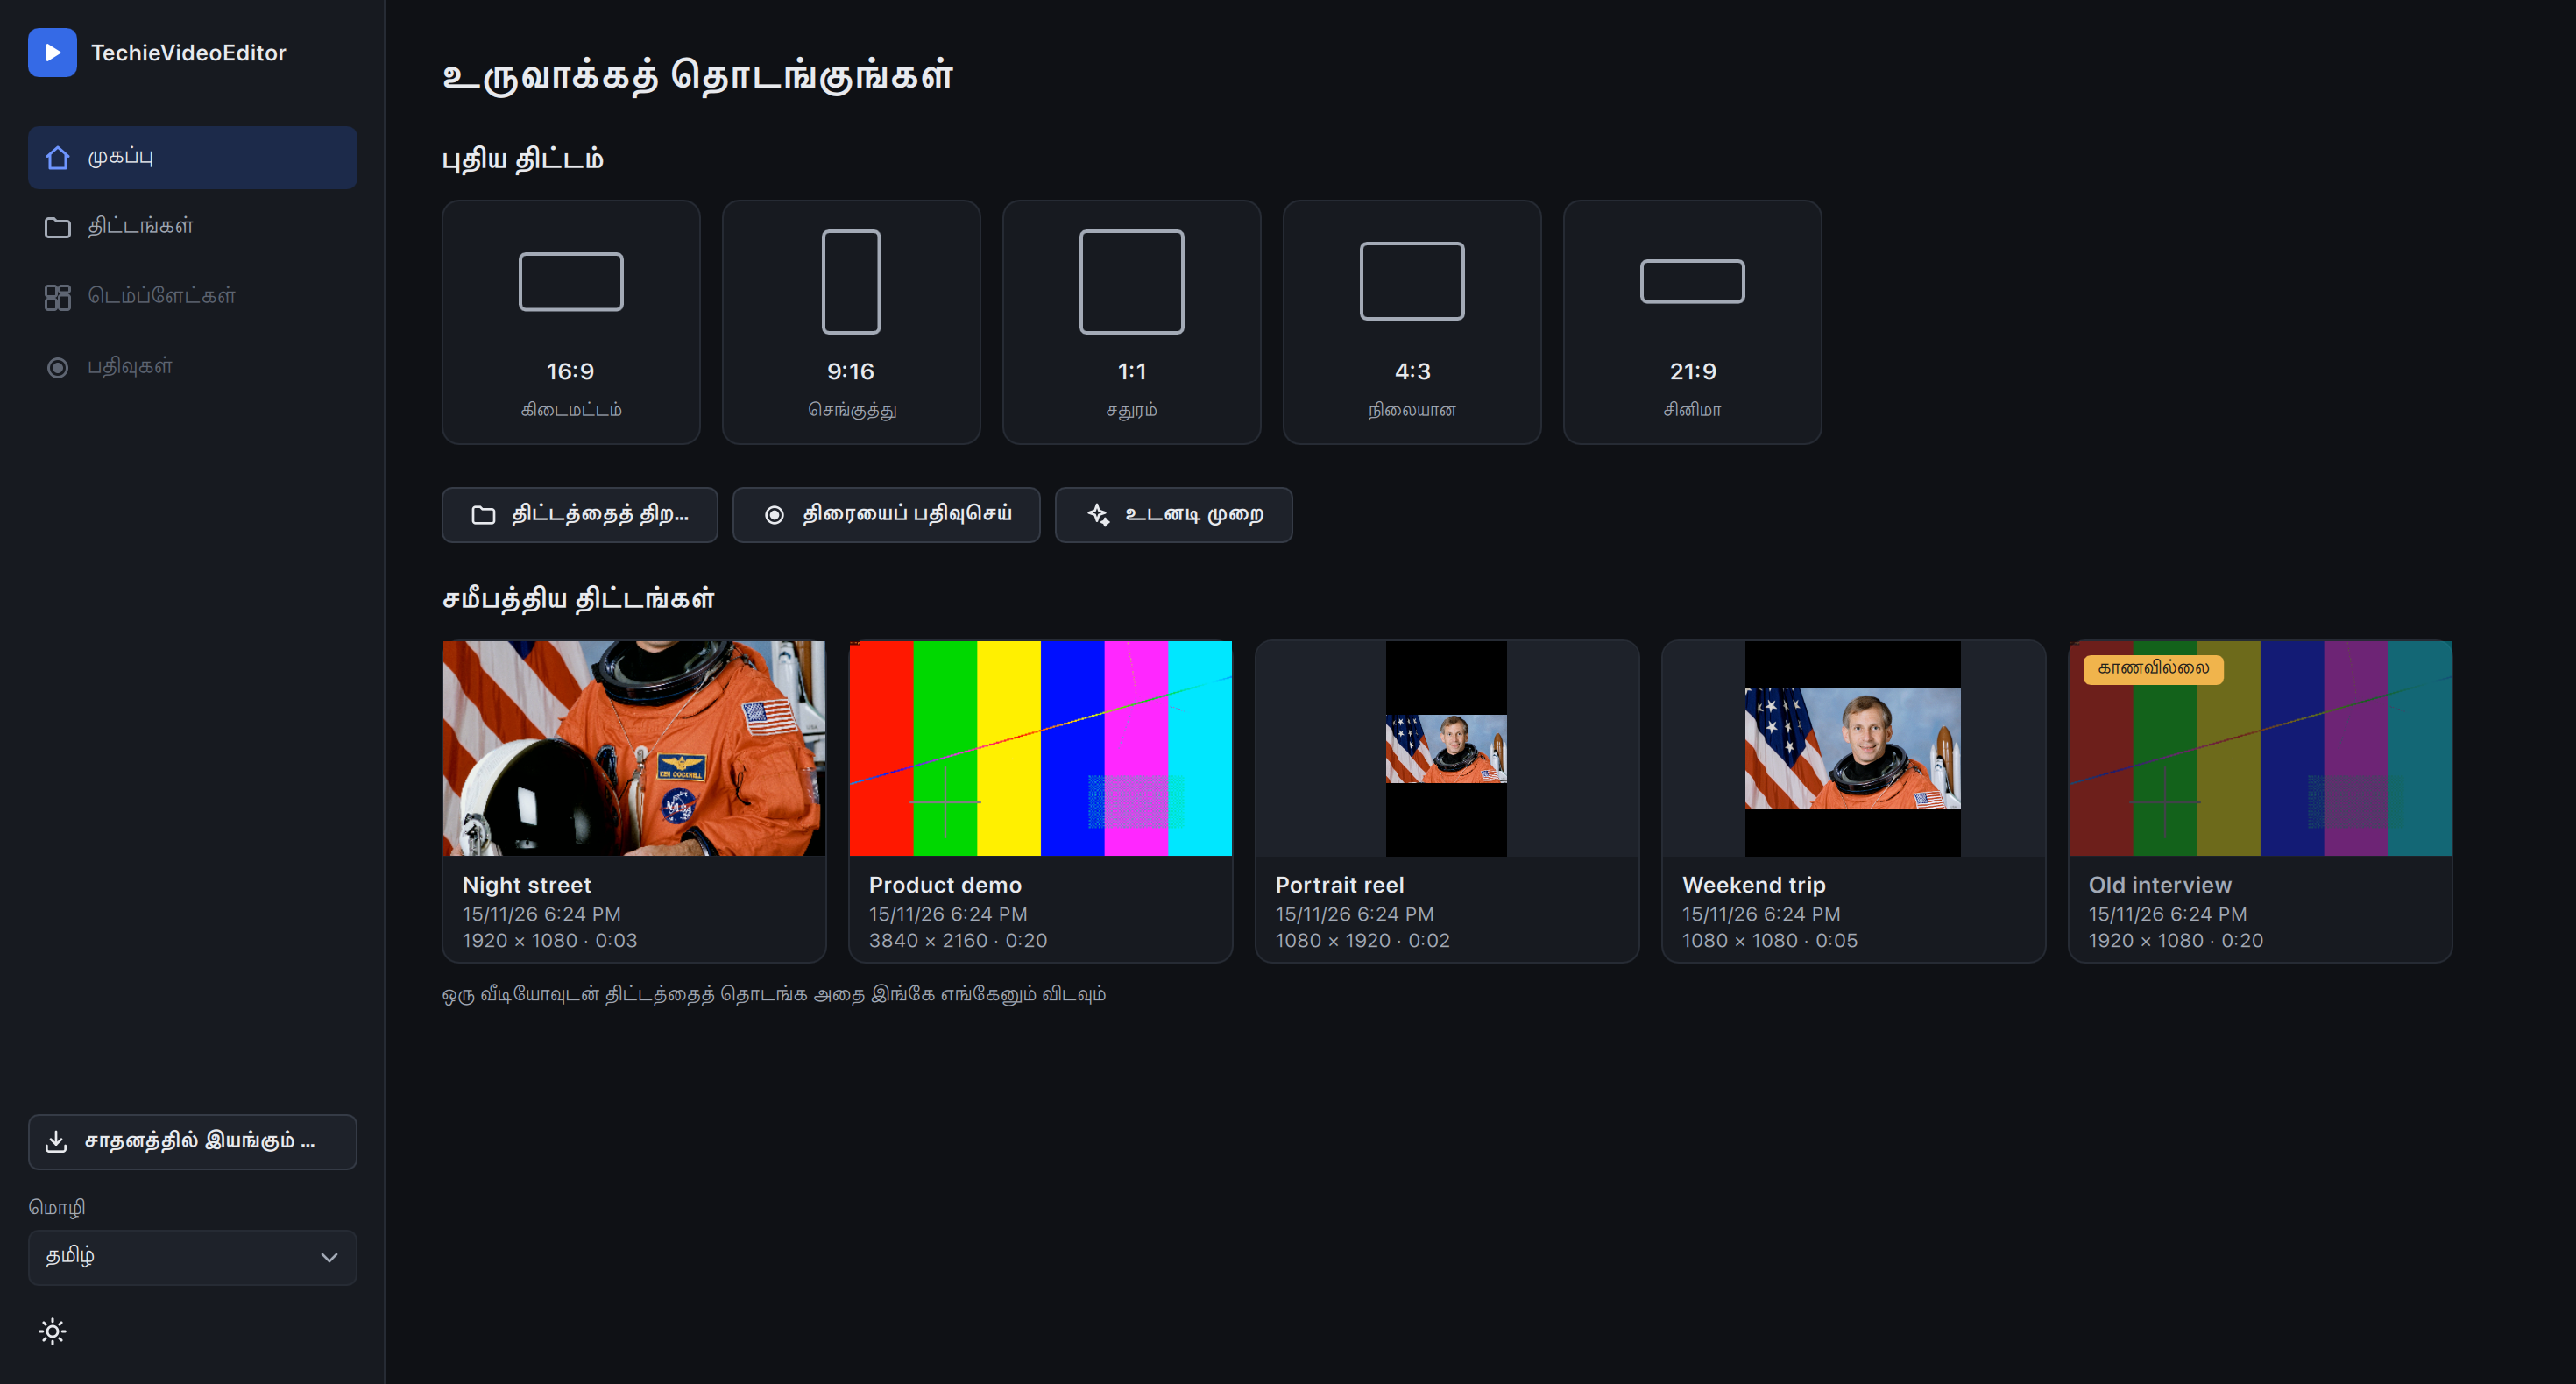 TechieVideoEditor
முகப்பு
திட்டங்கள்
டெம்ப்ளேட்கள்
பதிவுகள்
சாதனத்தில் இயங்கும் ...
மொழி
தமிழ்
உருவாக்கத் தொடங்குங்கள்
புதிய திட்டம்
16:9
கிடைமட்டம்
9:16
செங்குத்து
1:1
சதுரம்
4:3
நிலையான
21:9
சினிமா
திட்டத்தைத் திற...
திரையைப் பதிவுசெய்
உடனடி முறை
சமீபத்திய திட்டங்கள்
KEN COCKRELL
NASA
Night street
15/11/26 6:24 PM
1920 × 1080 · 0:03
Product demo
15/11/26 6:24 PM
3840 × 2160 · 0:20
Portrait reel
15/11/26 6:24 PM
1080 × 1920 · 0:02
Weekend trip
15/11/26 6:24 PM
1080 × 1080 · 0:05
காணவில்லை
Old interview
15/11/26 6:24 PM
1920 × 1080 · 0:20
ஒரு வீடியோவுடன் திட்டத்தைத் தொடங்க அதை இங்கே எங்கேனும் விடவும்